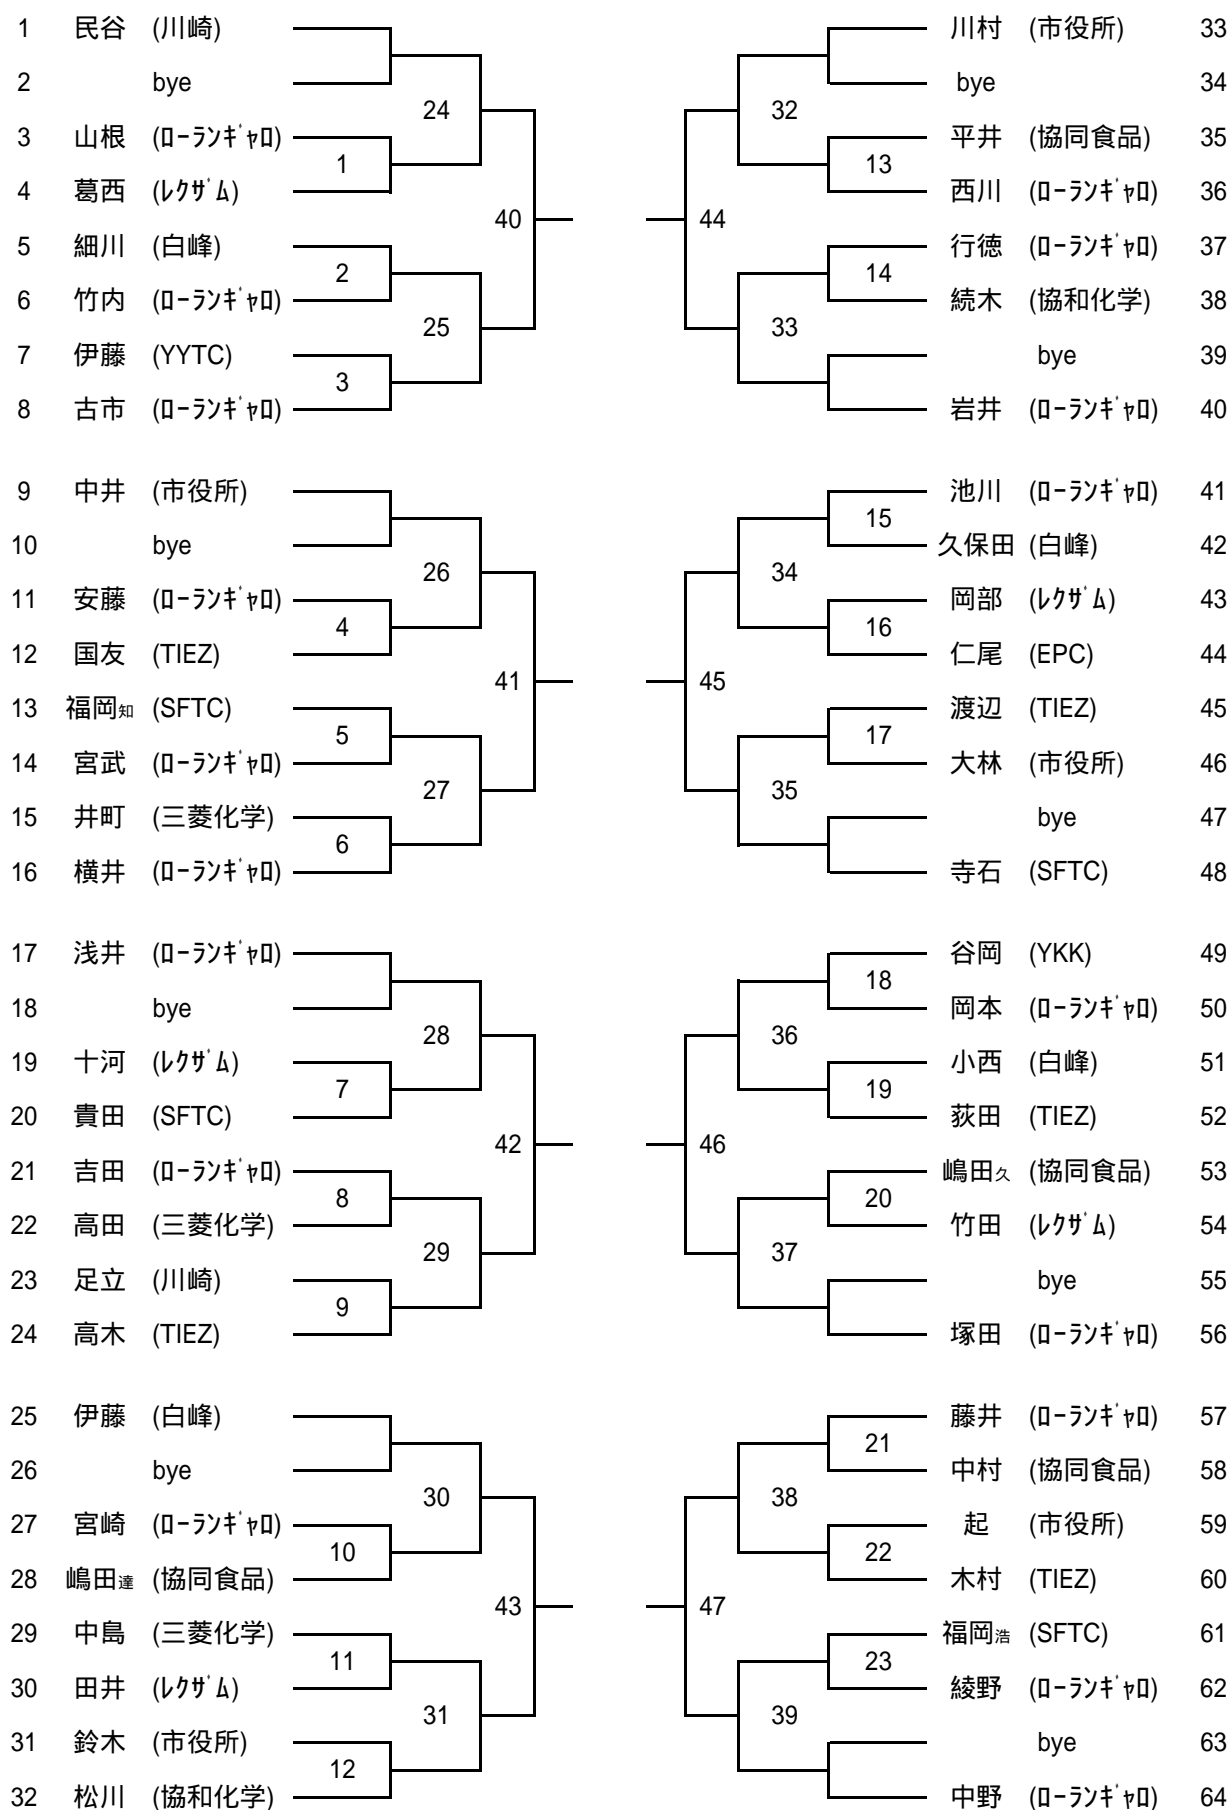 1 民谷 (川崎)
2 bye
24
3 山根 (ﾛｰﾗﾝｷﾞｬﾛ)
1
4 葛西 (ﾚｸｻﾞﾑ)
40
5 細川 (白峰)
2
6 竹内 (ﾛｰﾗﾝｷﾞｬﾛ)
25
7 伊藤 (YYTC)
3
8 古市 (ﾛｰﾗﾝｷﾞｬﾛ)
9 中井 (市役所)
10 bye
26
11 安藤 (ﾛｰﾗﾝｷﾞｬﾛ)
4
12 国友 (TIEZ)
41
13 福岡知 (SFTC)
5
14 宮武 (ﾛｰﾗﾝｷﾞｬﾛ)
27
15 井町 (三菱化学)
6
16 横井 (ﾛｰﾗﾝｷﾞｬﾛ)
17 浅井 (ﾛｰﾗﾝｷﾞｬﾛ)
18 bye
28
19 十河 (ﾚｸｻﾞﾑ)
7
20 貴田 (SFTC)
42
21 吉田 (ﾛｰﾗﾝｷﾞｬﾛ)
8
22 高田 (三菱化学)
29
23 足立 (川崎)
9
24 高木 (TIEZ)
25 伊藤 (白峰)
26 bye
30
27 宮崎 (ﾛｰﾗﾝｷﾞｬﾛ)
10
28 嶋田達 (協同食品)
43
29 中島 (三菱化学)
11
30 田井 (ﾚｸｻﾞﾑ)
31
31 鈴木 (市役所)
12
32 松川 (協和化学)
川村 (市役所) 33
bye 34
32
平井 (協同食品) 35
13
西川 (ﾛｰﾗﾝｷﾞｬﾛ) 36
44
行徳 (ﾛｰﾗﾝｷﾞｬﾛ) 37
14
続木 (協和化学) 38
33
bye 39
岩井 (ﾛｰﾗﾝｷﾞｬﾛ) 40
池川 (ﾛｰﾗﾝｷﾞｬﾛ) 41
15
久保田 (白峰) 42
34
岡部 (ﾚｸｻﾞﾑ) 43
16
仁尾 (EPC) 44
45
渡辺 (TIEZ) 45
17
大林 (市役所) 46
35
bye 47
寺石 (SFTC) 48
谷岡 (YKK) 49
18
岡本 (ﾛｰﾗﾝｷﾞｬﾛ) 50
36
小西 (白峰) 51
19
荻田 (TIEZ) 52
46
嶋田久 (協同食品) 53
20
竹田 (ﾚｸｻﾞﾑ) 54
37
bye 55
塚田 (ﾛｰﾗﾝｷﾞｬﾛ) 56
藤井 (ﾛｰﾗﾝｷﾞｬﾛ) 57
21
中村 (協同食品) 58
38
起 (市役所) 59
22
木村 (TIEZ) 60
47
福岡浩 (SFTC) 61
23
綾野 (ﾛｰﾗﾝｷﾞｬﾛ) 62
39
bye 63
中野 (ﾛｰﾗﾝｷﾞｬﾛ) 64